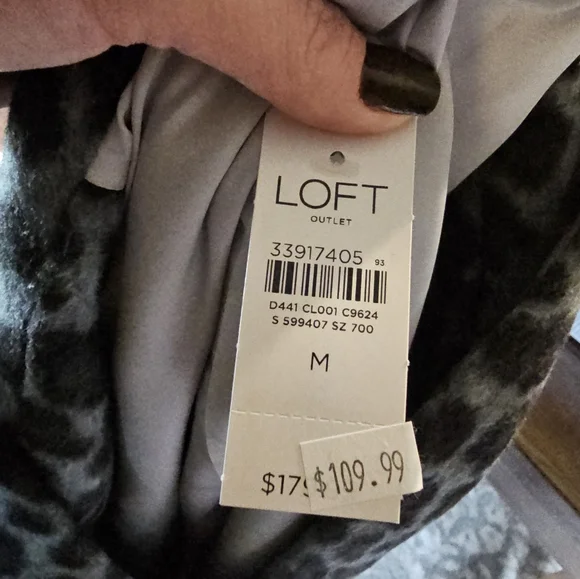 LOFT
OUTLET
33917405 93
D441 CL001 C9624
S 599407 SZ 700
M
$109.99